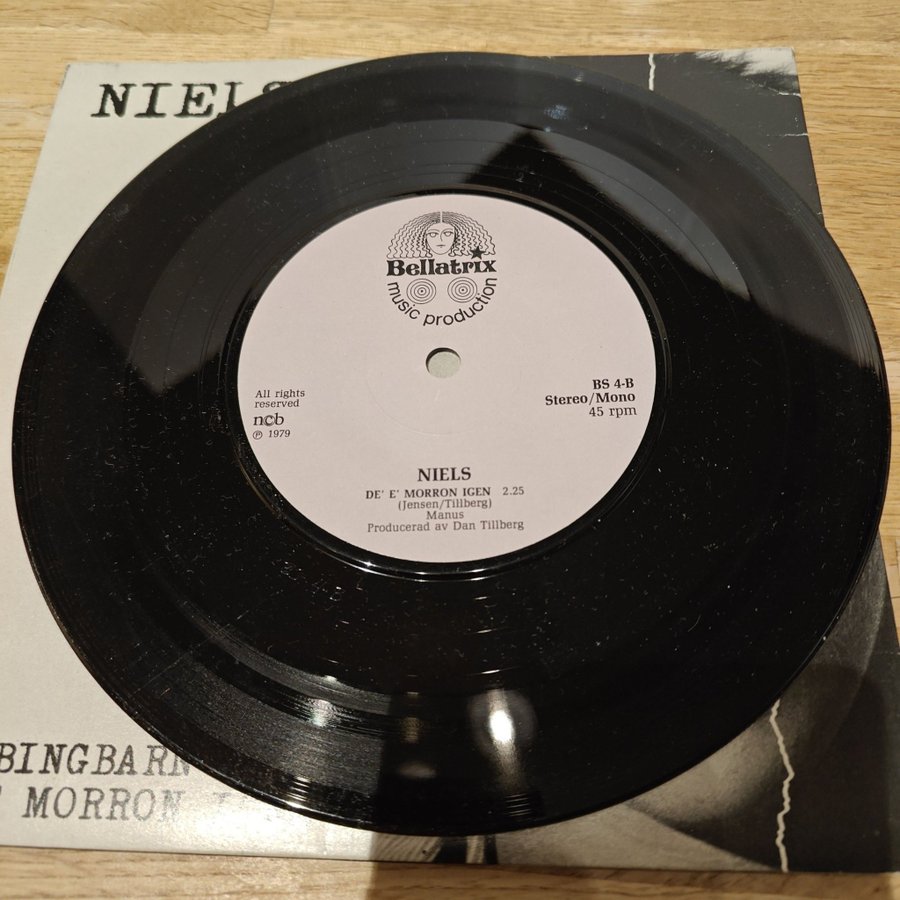 NIELS
Bellatrix
music production
All rights
reserved
ncb
℗ 1979
BS 4-B
Stereo/Mono
45 rpm
NIELS
DE' E' MORRON IGEN 2.25
(Jensen/Tillberg)
Manus
Producerad av Dan Tillberg
BINGBARN
MORRON